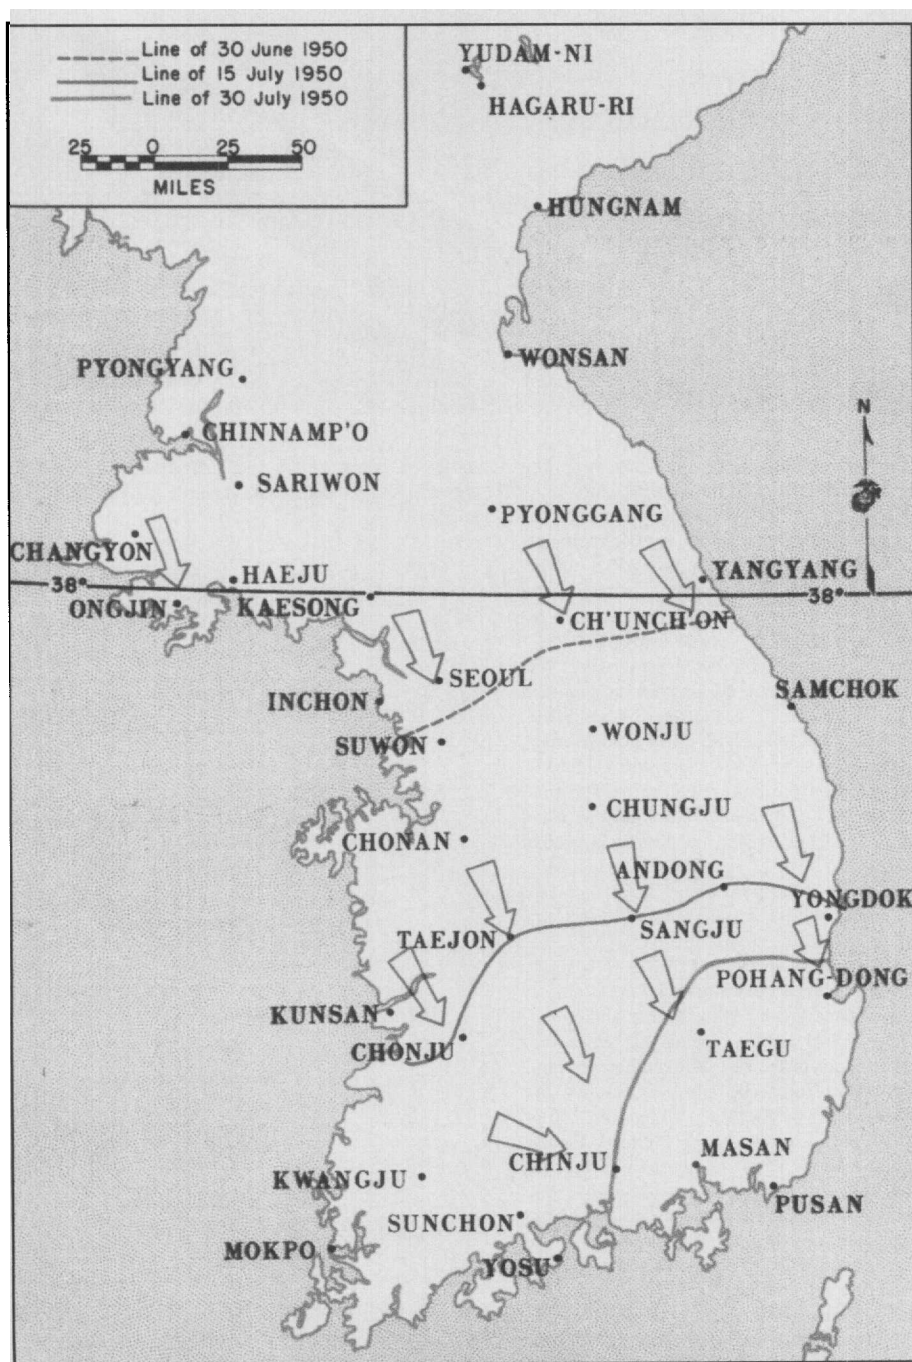 Line of 30 June 1950
Line of 15 July 1950
Line of 30 July 1950
25 0 25 50
MILES
YUDAM-NI
HAGARU-RI
HUNGNAM
WONSAN
PYONGYANG
CHINNAMP'O
N
SARIWON
PYONGGANG
CHANGYON
HAEJU
YANGYANG
38°
38°
ONGJIN
KAESONG
CH'UNCH'ON
SEOUL
INCHON
SAMCHOK
SUWON
WONJU
CHUNGJU
CHONAN
ANDONG
YONGDOK
TAEJON
SANGJU
POHANG-DONG
KUNSAN
CHONJU
TAEGU
MASAN
CHINJU
KWANGJU
PUSAN
SUNCHON
MOKPO
YOSU